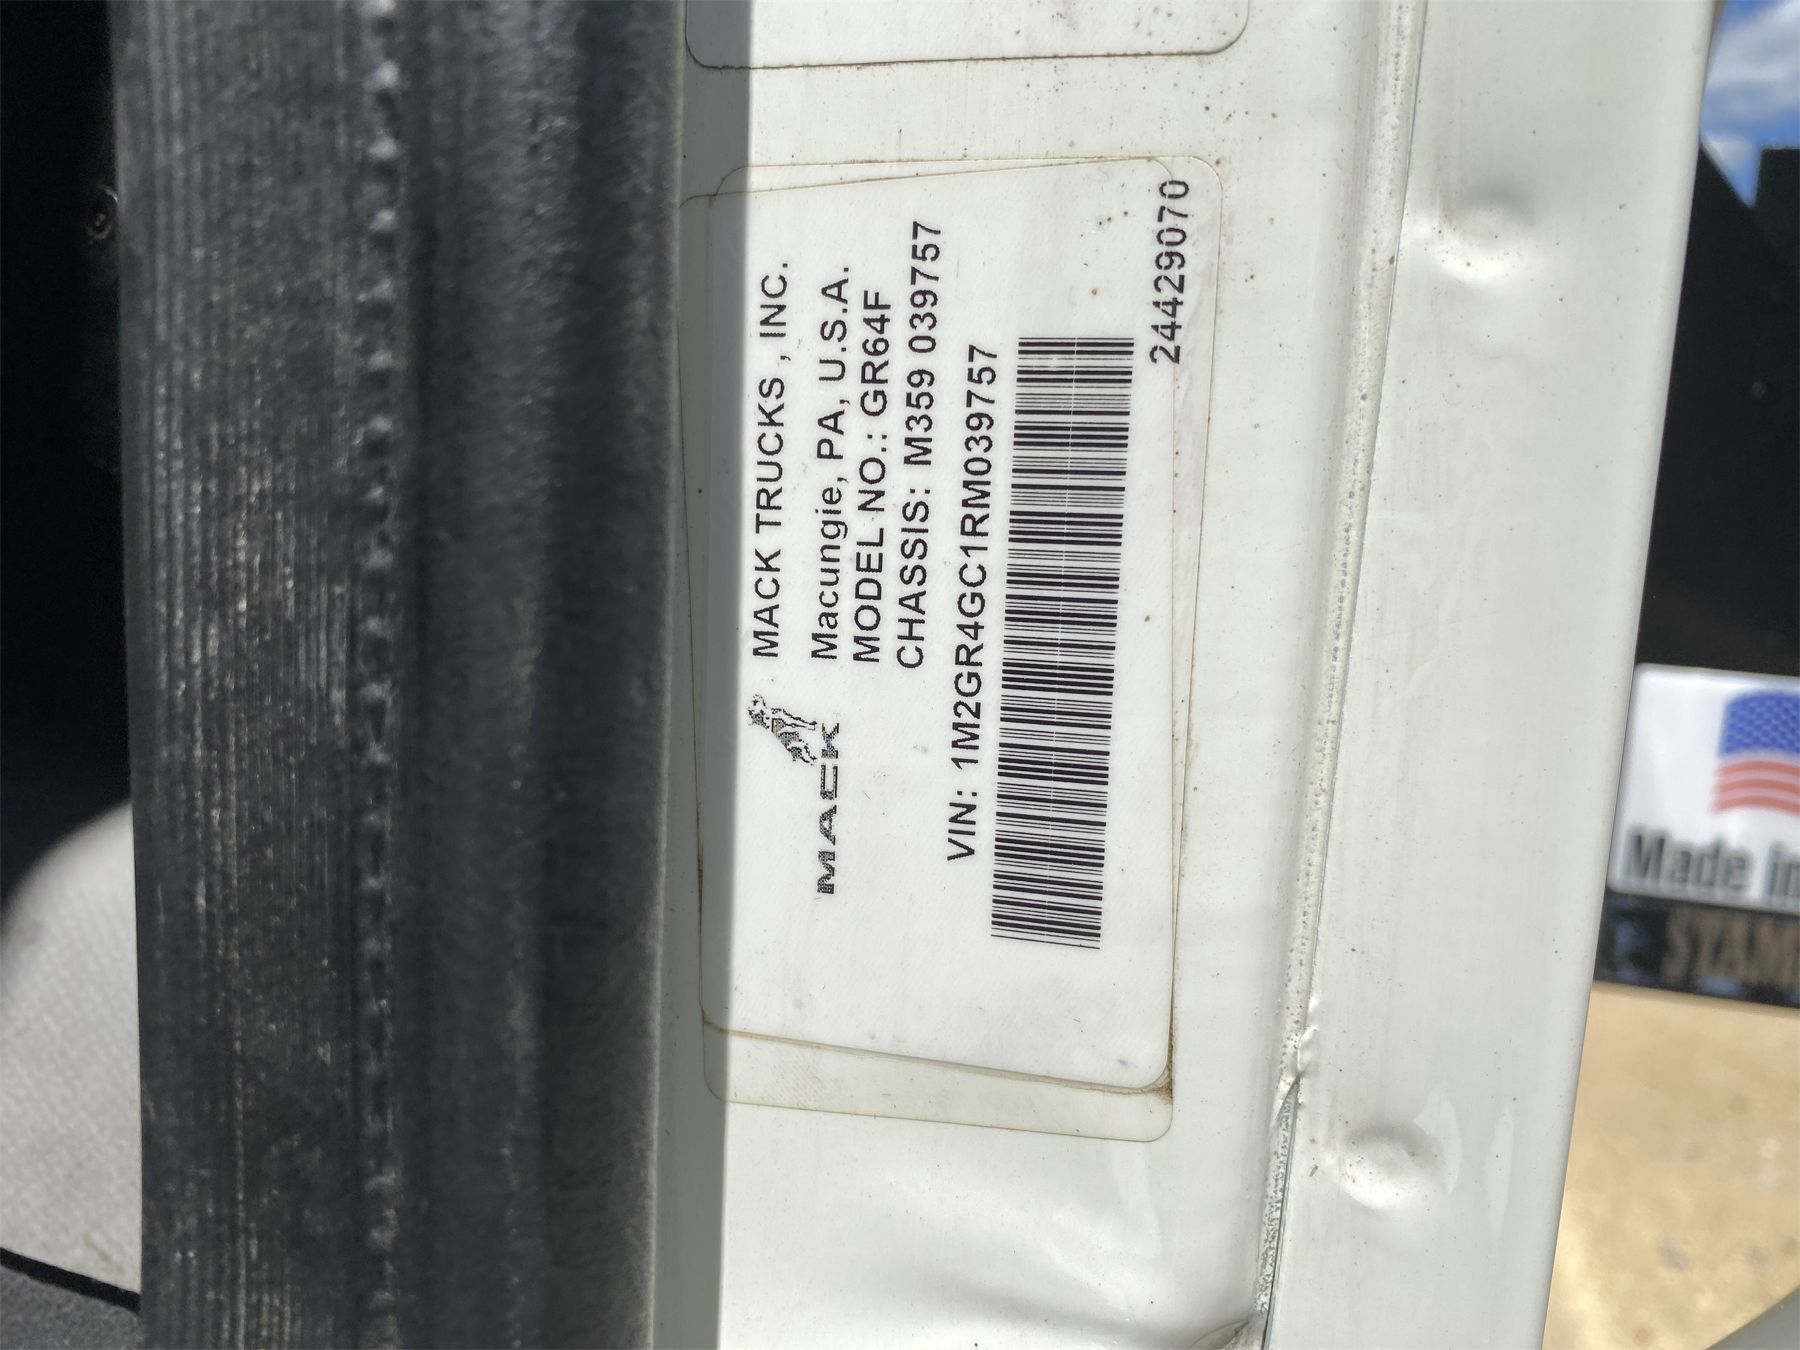 MACK
MACK TRUCKS, INC.
Macungie, PA, U.S.A.
MODEL NO.: GR64F
CHASSIS: M359 039757
VIN: 1M2GR4GC1RM039757
24429070
Made in